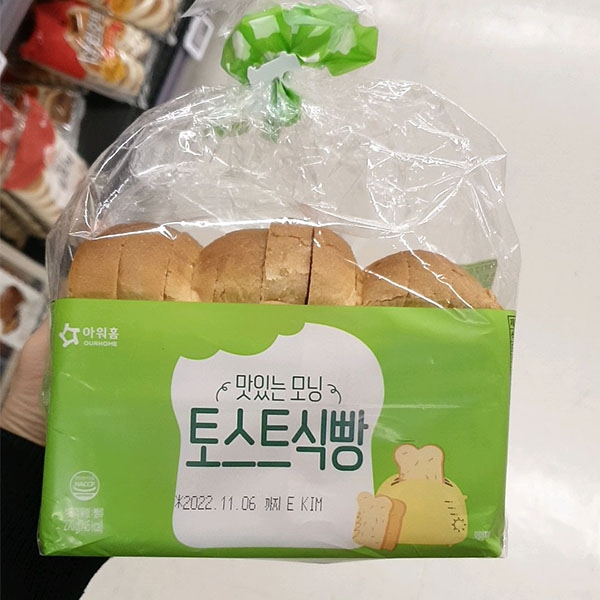 아워홈
OURHOME
맛있는 모닝
토스트식빵
※2022.11.06 까지 E KIM
HACCP